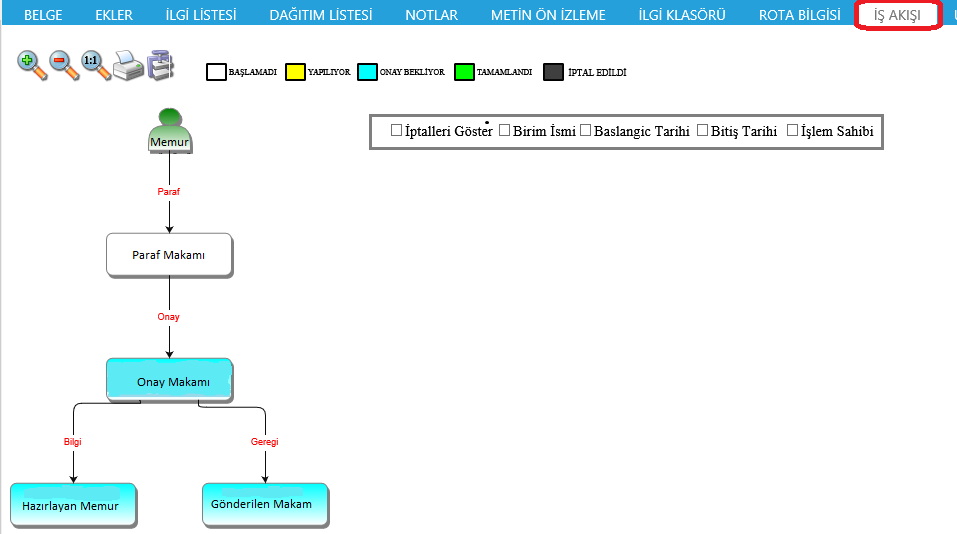 BELGE EKLER İLGİ LİSTESİ DAĞITIM LİSTESİ NOTLAR METİN ÖN İZLEME İLGİ KLASÖRÜ ROTA BİLGİSİ İŞ AKIŞI
1:1
BAŞLAMADI YAPILIYOR ONAY BEKLİYOR TAMAMLANDI İPTAL EDİLDİ
İptalleri Göster Birim İsmi Baslangic Tarihi Bitiş Tarihi İşlem Sahibi
Memur
Paraf
Paraf Makamı
Onay
Onay Makamı
Bilgi Geregi
Hazırlayan Memur Gönderilen Makam